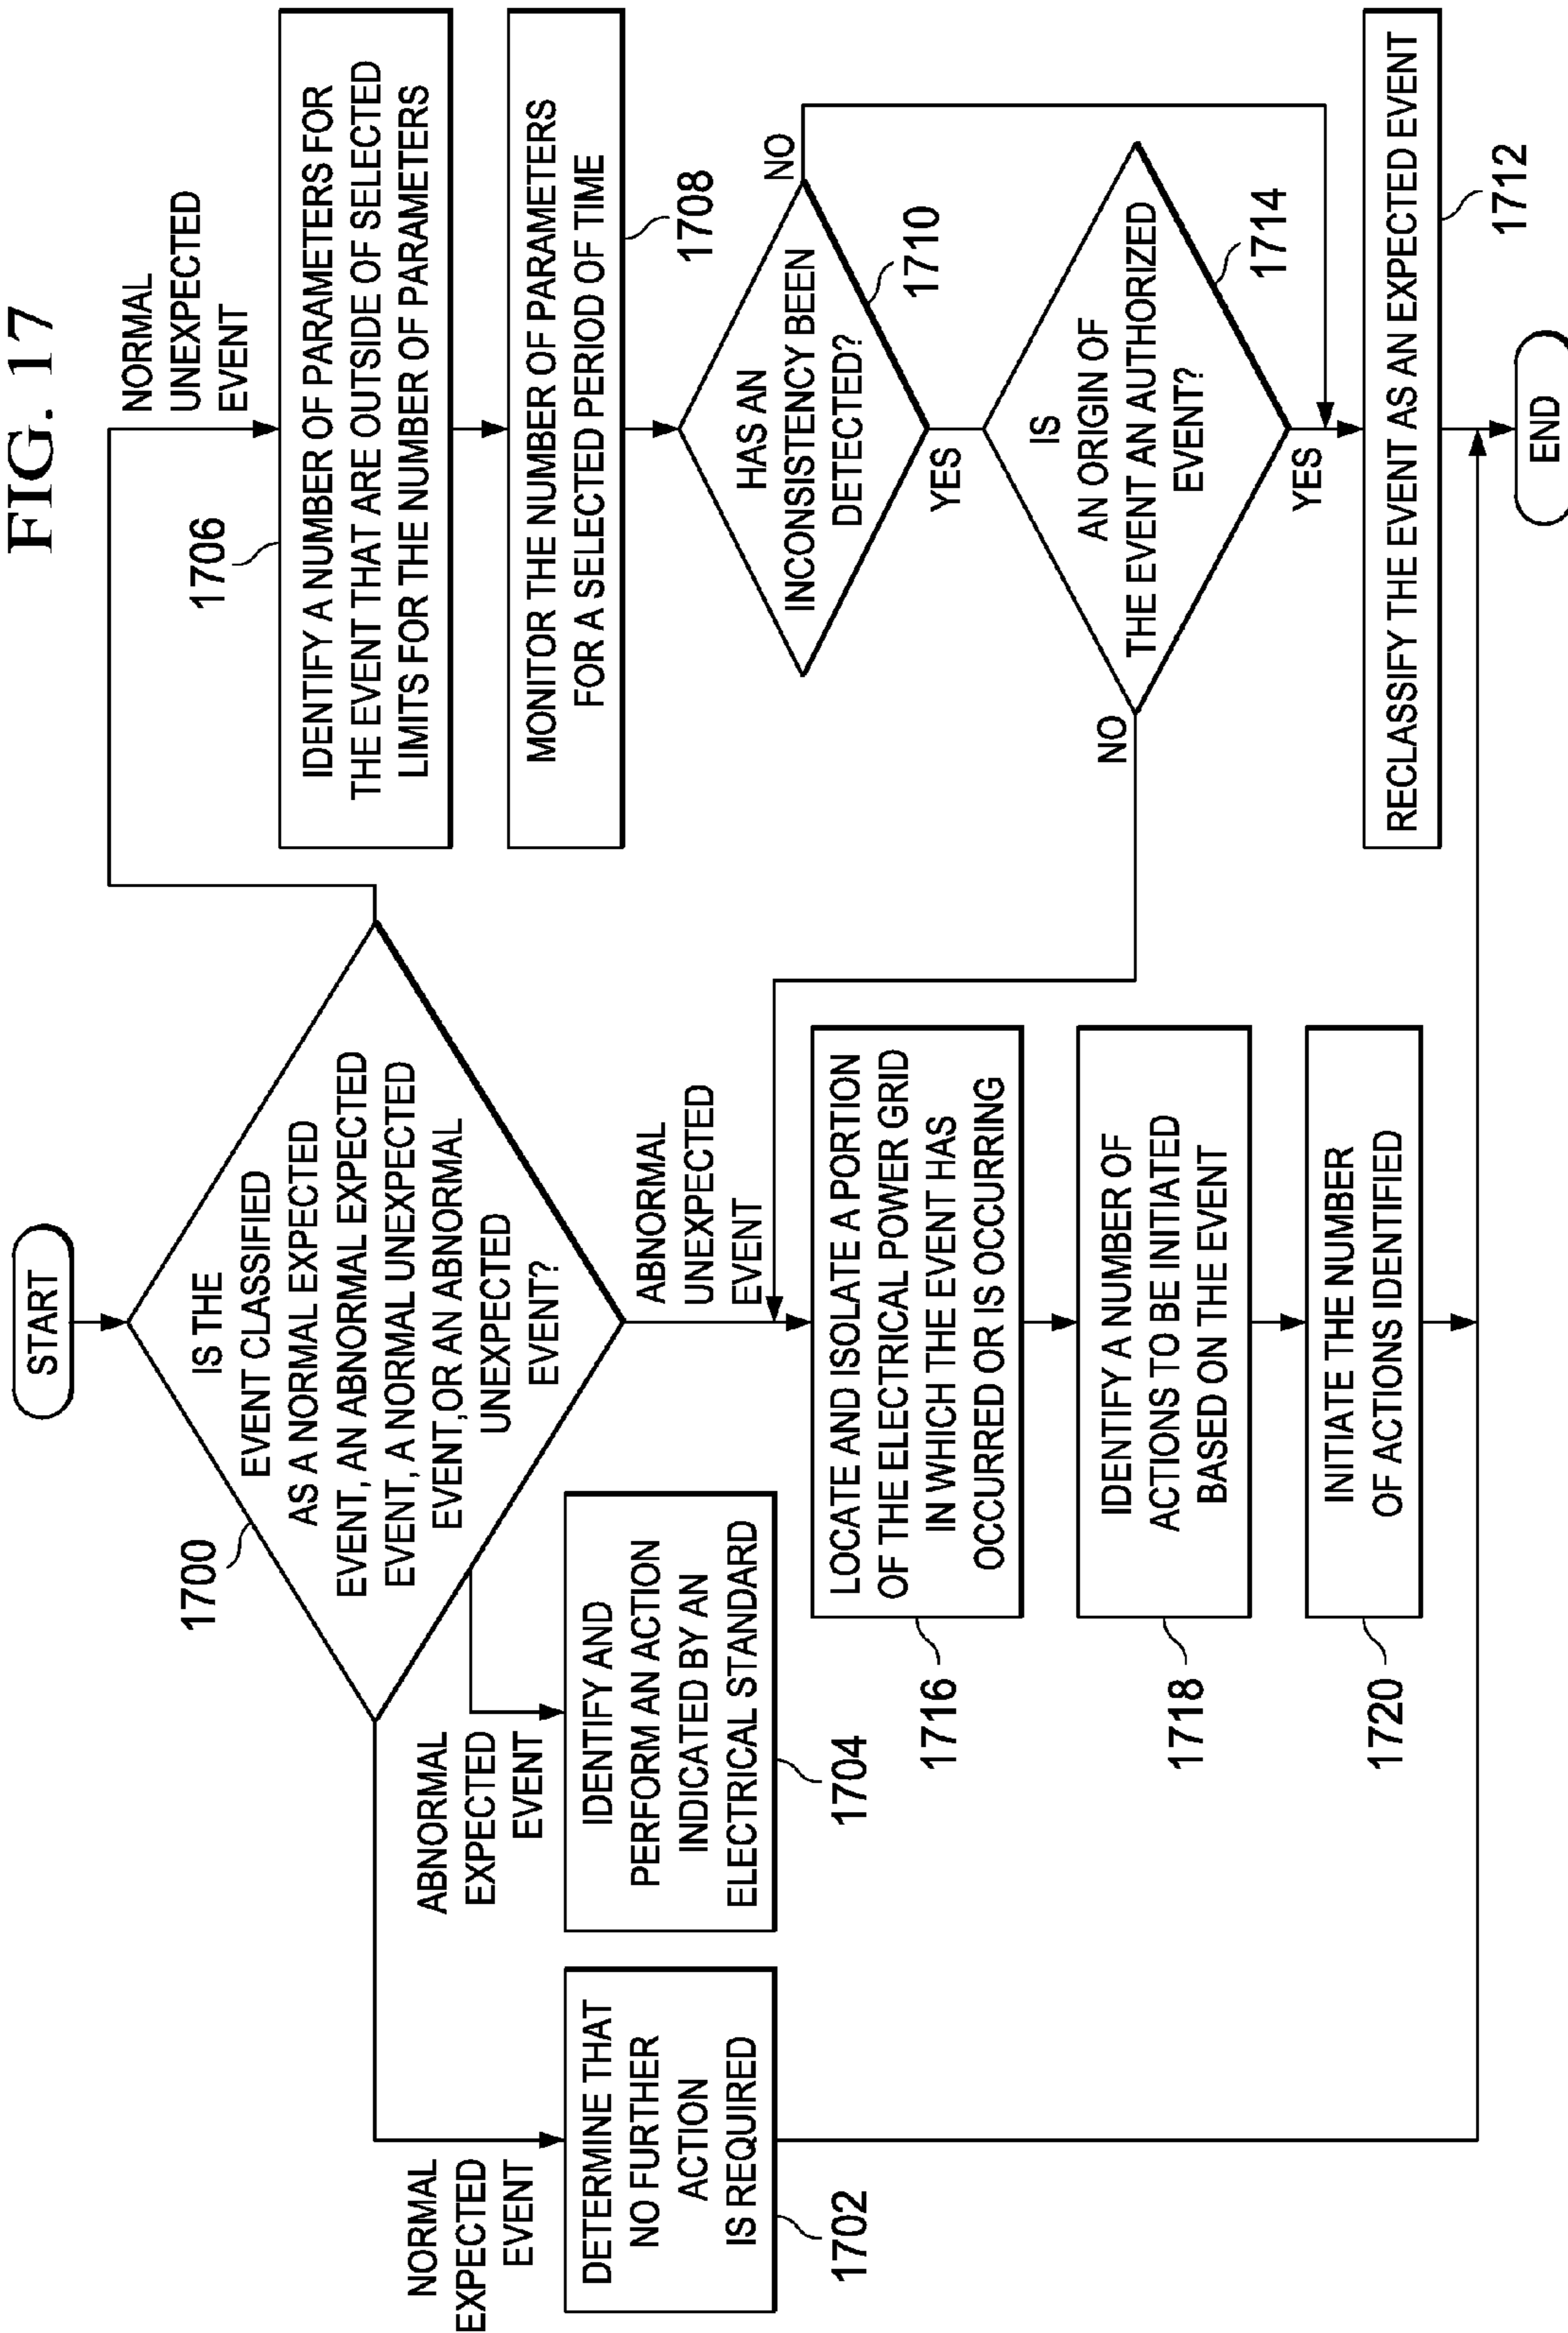 FIG. 17
START
1700
IS THE
EVENT CLASSIFIED
AS A NORMAL EXPECTED
EVENT, AN ABNORMAL EXPECTED
EVENT, A NORMAL UNEXPECTED
EVENT,OR AN ABNORMAL
UNEXPECTED
EVENT?
NORMAL
EXPECTED
EVENT
DETERMINE THAT
NO FURTHER
ACTION
IS REQUIRED
1702
ABNORMAL
EXPECTED
EVENT
IDENTIFY AND
PERFORM AN ACTION
INDICATED BY AN
ELECTRICAL STANDARD
1704
ABNORMAL
UNEXPECTED
EVENT
LOCATE AND ISOLATE A PORTION
OF THE ELECTRICAL POWER GRID
IN WHICH THE EVENT HAS
OCCURRED OR IS OCCURRING
1716
IDENTIFY A NUMBER OF
ACTIONS TO BE INITIATED
BASED ON THE EVENT
1718
INITIATE THE NUMBER
OF ACTIONS IDENTIFIED
1720
NORMAL
UNEXPECTED
EVENT
1706
IDENTIFY A NUMBER OF PARAMETERS FOR
THE EVENT THAT ARE OUTSIDE OF SELECTED
LIMITS FOR THE NUMBER OF PARAMETERS
MONITOR THE NUMBER OF PARAMETERS
FOR A SELECTED PERIOD OF TIME
1708
HAS AN
INCONSISTENCY BEEN
DETECTED?
NO
1710
YES
IS
AN ORIGIN OF
THE EVENT AN AUTHORIZED
EVENT?
NO
1714
YES
RECLASSIFY THE EVENT AS AN EXPECTED EVENT
1712
END